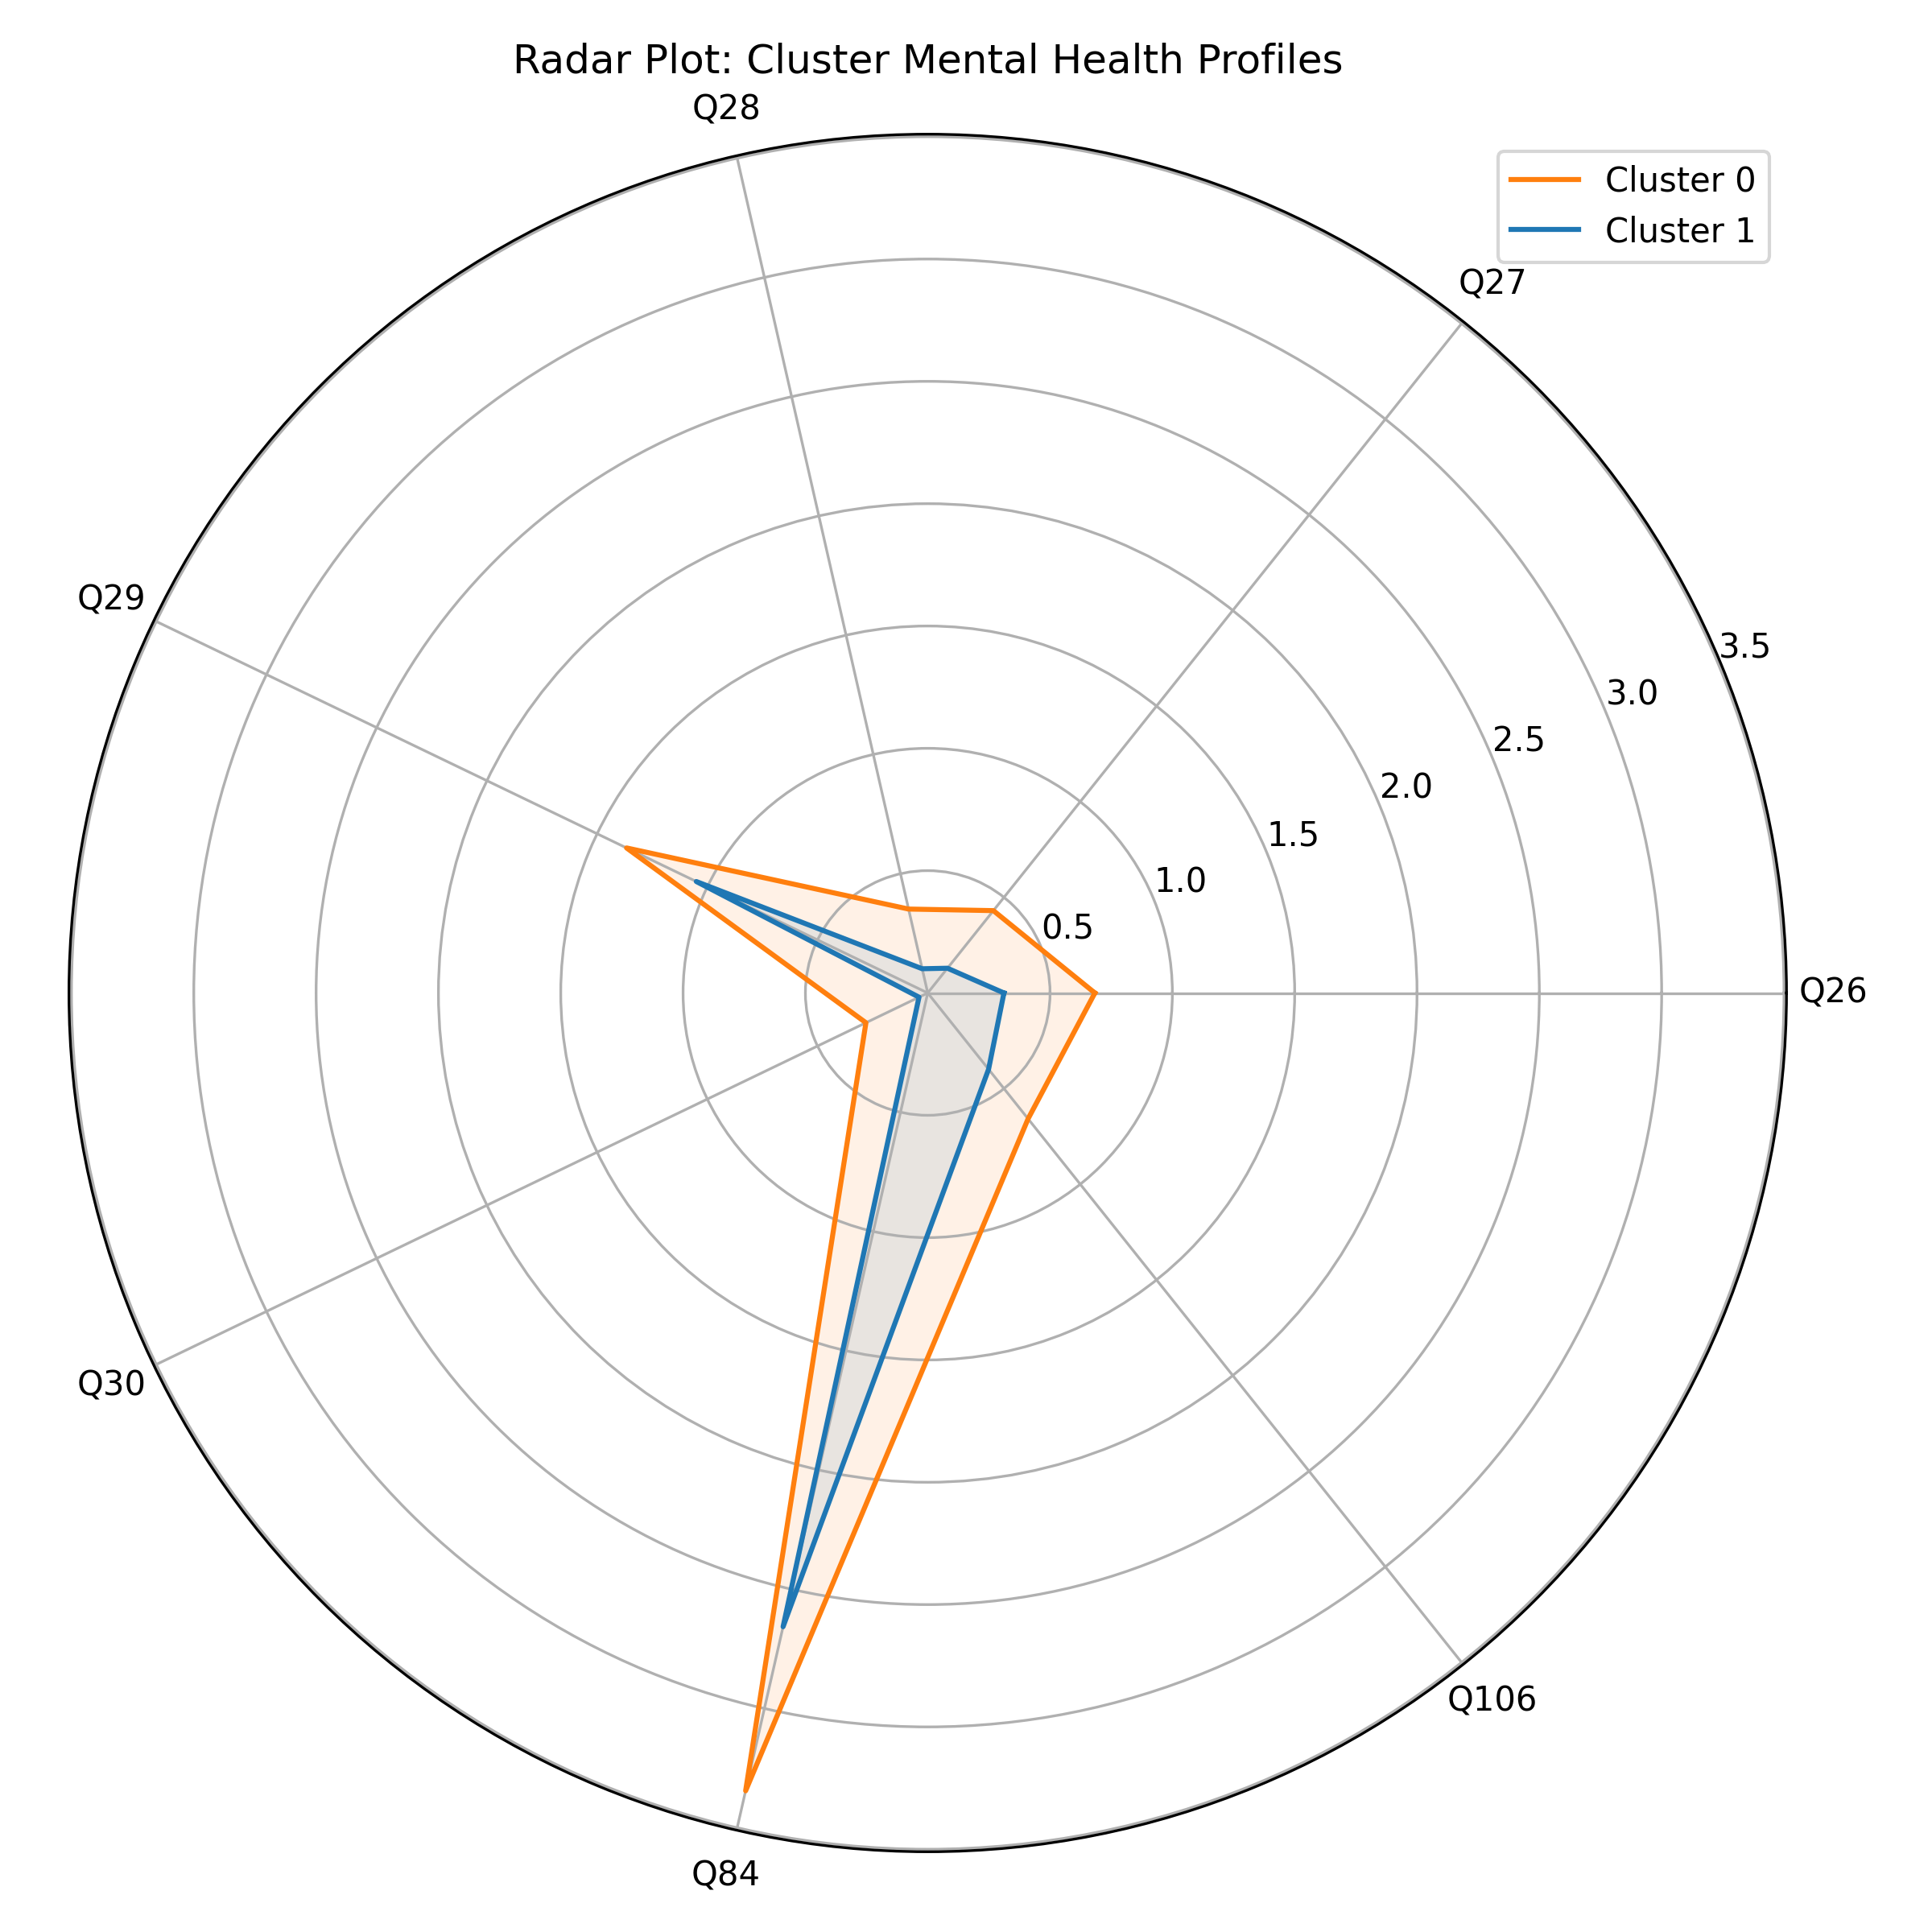 Radar Plot: Cluster Mental Health Profiles
Q28
Cluster 0
Cluster 1
Q27
Q29
3.5
3.0
2.5
2.0
1.5
1.0
0.5
Q26
Q30
Q106
Q84